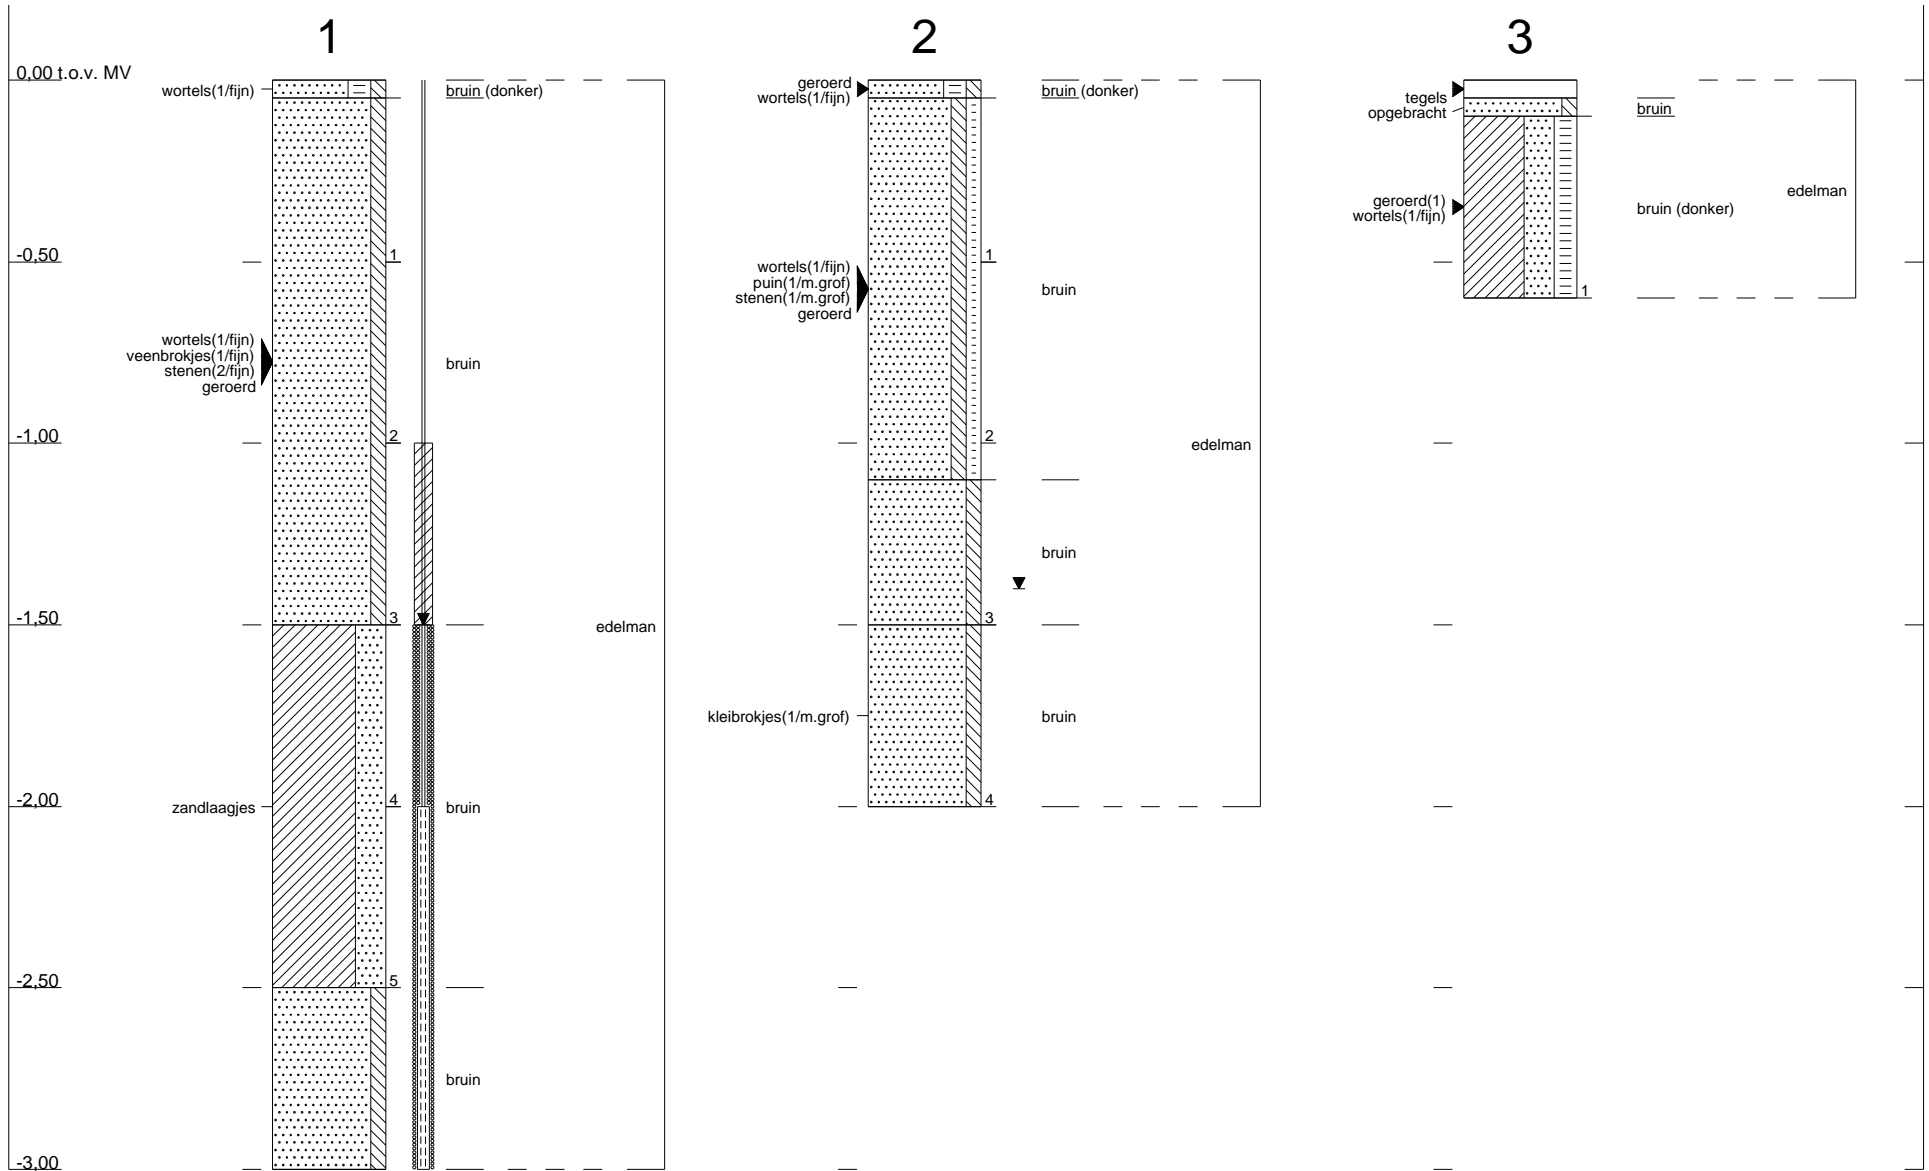 1
2
3
0,00 t.o.v. MV
-0,50
-1,00
-1,50
-2,00
-2,50
-3,00
wortels(1/fijn)
bruin (donker)
1
wortels(1/fijn)
veenbrokjes(1/fijn)
stenen(2/fijn)
geroerd
bruin
2
3
edelman
zandlaagjes
4
bruin
5
bruin
geroerd
wortels(1/fijn)
bruin (donker)
1
wortels(1/fijn)
puin(1/m.grof)
stenen(1/m.grof)
geroerd
bruin
2
edelman
bruin
3
kleibrokjes(1/m.grof)
bruin
4
tegels
opgebracht
bruin
edelman
geroerd(1)
wortels(1/fijn)
bruin (donker)
1